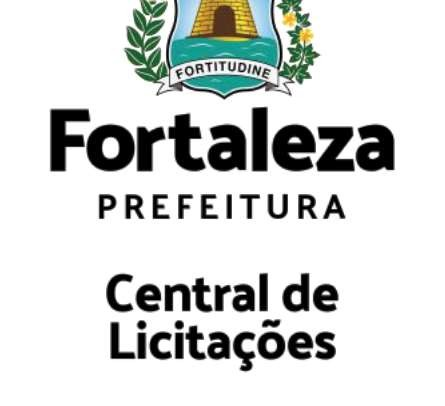 FORTITUDINE
Fortaleza
PREFEITURA
Central de
Licitações